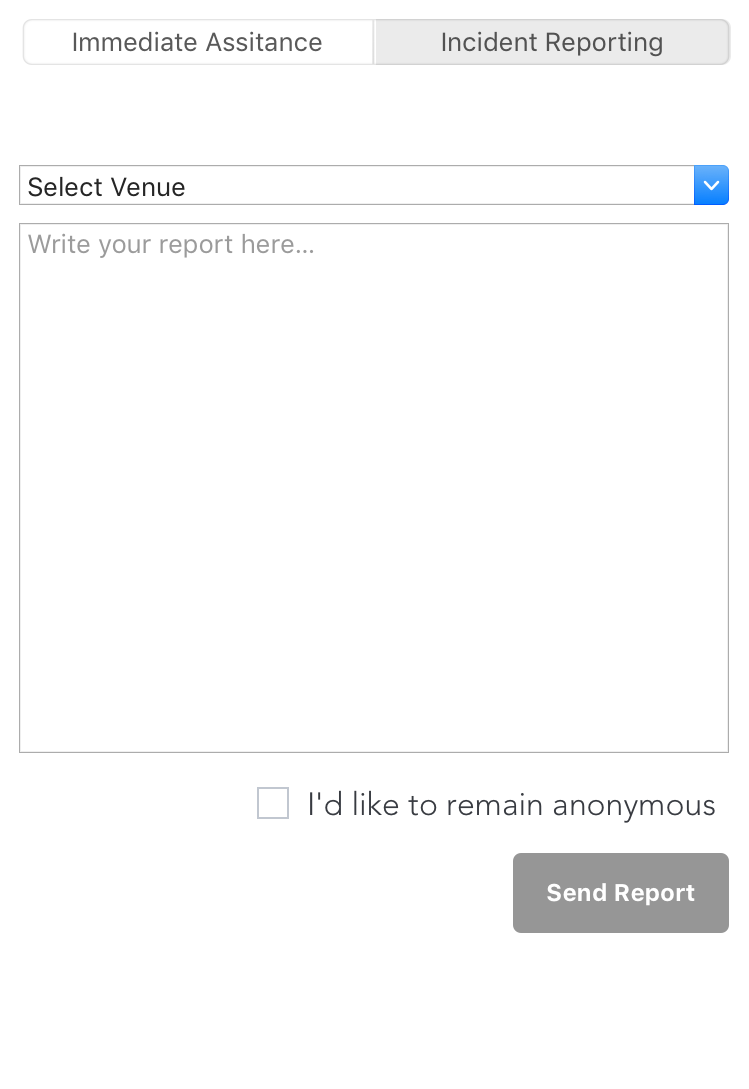 Immediate Assitance
Incident Reporting
Select Venue
Write your report here...
I'd like to remain anonymous
Send Report